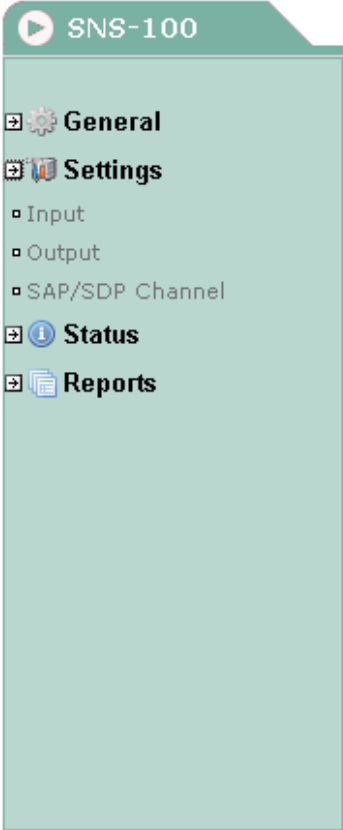 SNS-100
General
Settings
Input
Output
SAP/SDP Channel
Status
Reports